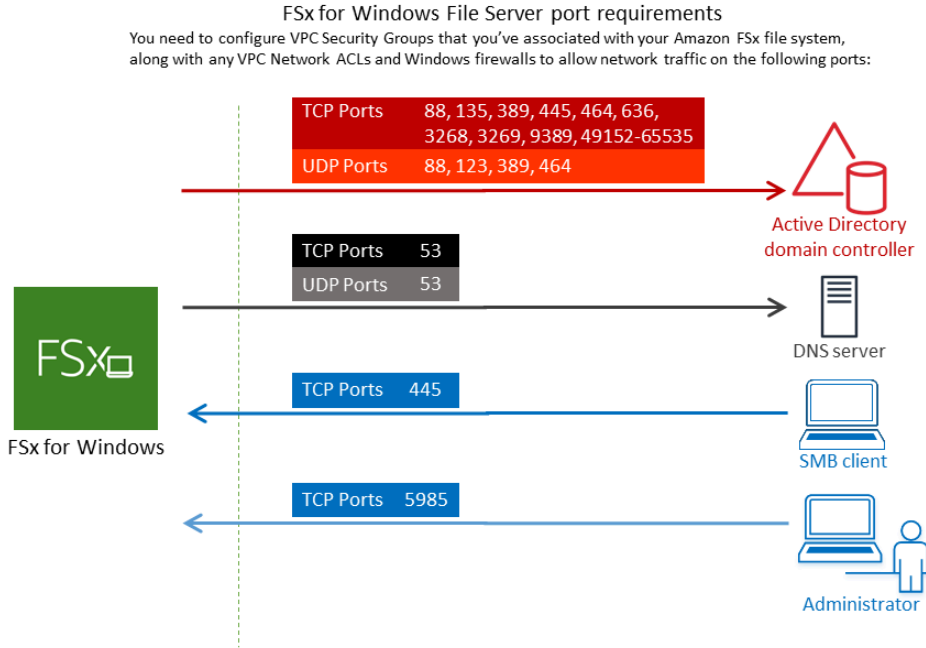 FSx for Windows File Server port requirements
You need to configure VPC Security Groups that you've associated with your Amazon FSx file system,
along with any VPC Network ACLs and Windows firewalls to allow network traffic on the following ports:
TCP Ports 88, 135, 389, 445, 464, 636,
3268, 3269, 9389, 49152-65535
UDP Ports 88, 123, 389, 464
Active Directory
domain controller
TCP Ports 53
UDP Ports 53
DNS server
FSx
FSx for Windows
TCP Ports 445
SMB client
TCP Ports 5985
Administrator